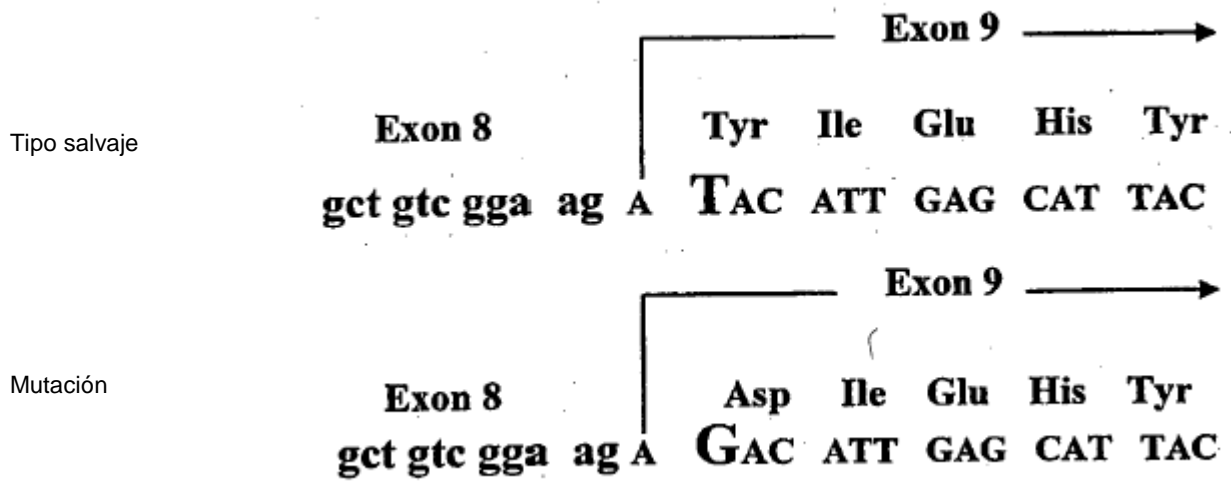 Exon 9
Tipo salvaje
Exon 8
Tyr Ile Glu His Tyr
gct gtc gga ag A TAC ATT GAG CAT TAC
Exon 9
Mutación
Exon 8
Asp Ile Glu His Tyr
gct gtc gga ag A GAC ATT GAG CAT TAC